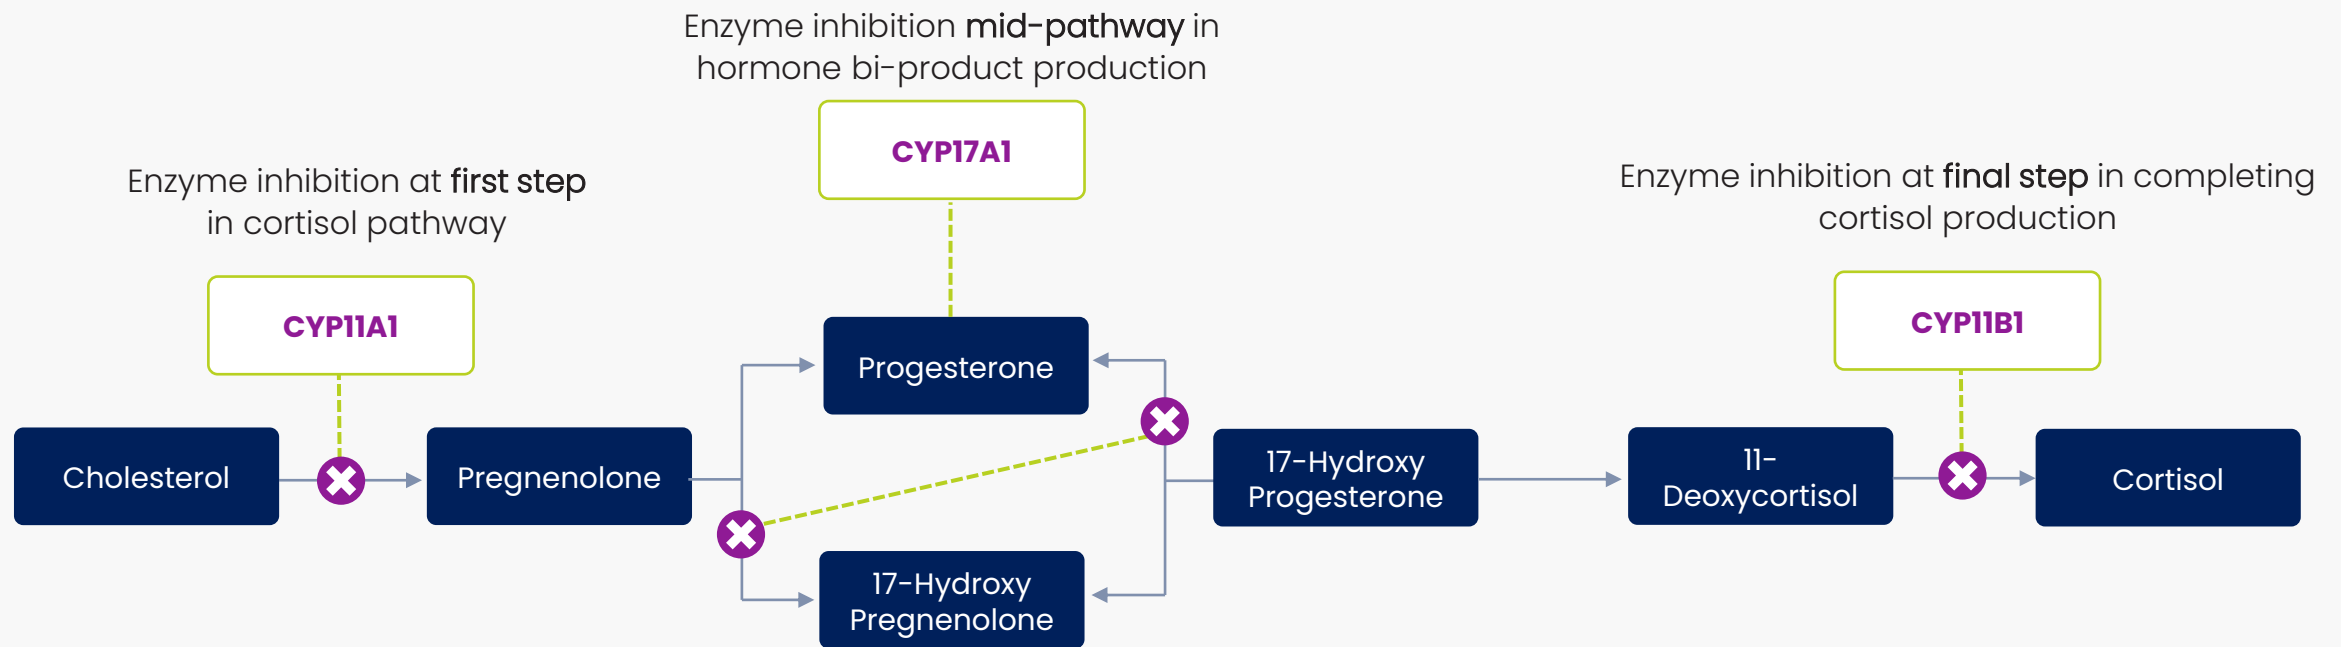 Enzyme inhibition mid-pathway in
hormone bi-product production
CYP17A1
Enzyme inhibition at first step
in cortisol pathway
CYP11A1
Enzyme inhibition at final step in completing
cortisol production
CYP11B1
Cholesterol
Pregnenolone
Progesterone
17-Hydroxy
Pregnenolone
17-Hydroxy
Progesterone
11-
Deoxycortisol
Cortisol